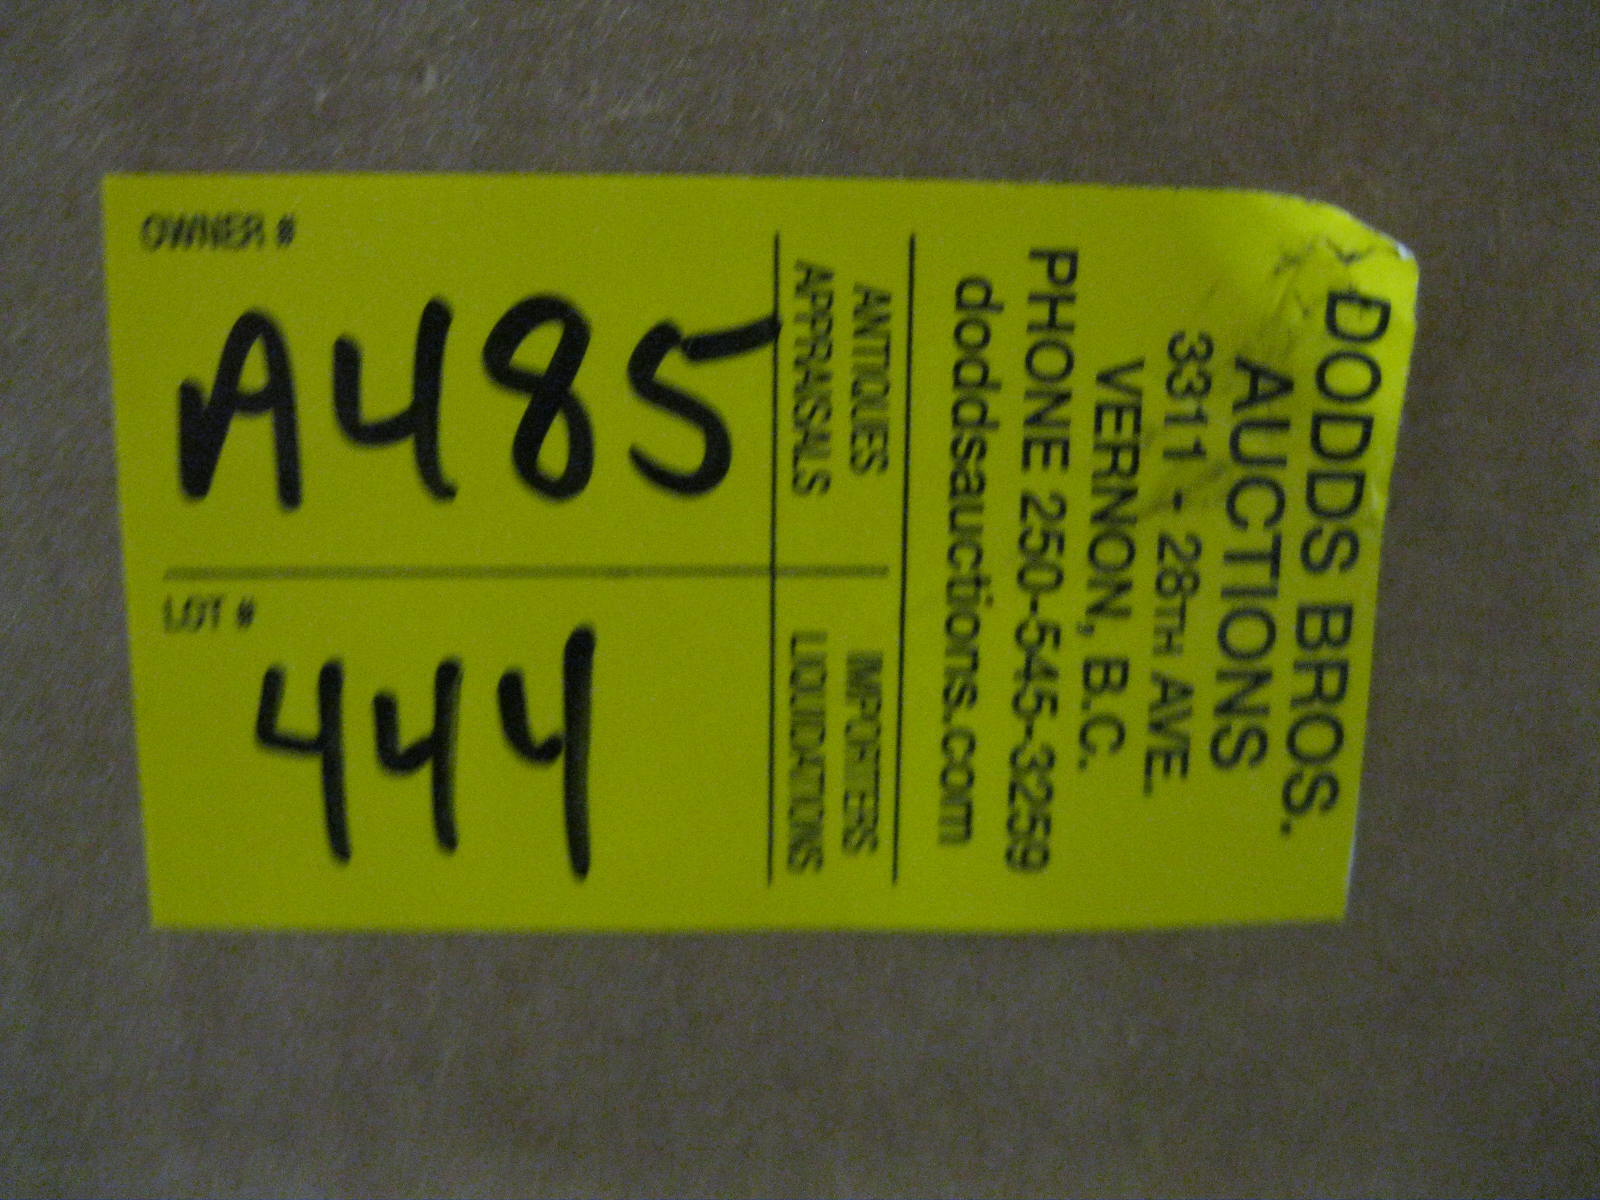 OWNER #
A485
LOT #
444
DODDS BROS.
AUCTIONS
3311 - 28TH AVE.
VERNON, B.C.
PHONE 250-545-3259
doddsauctions.com
ANTIQUES IMPORTERS
APPRAISALS LIQUIDATIONS